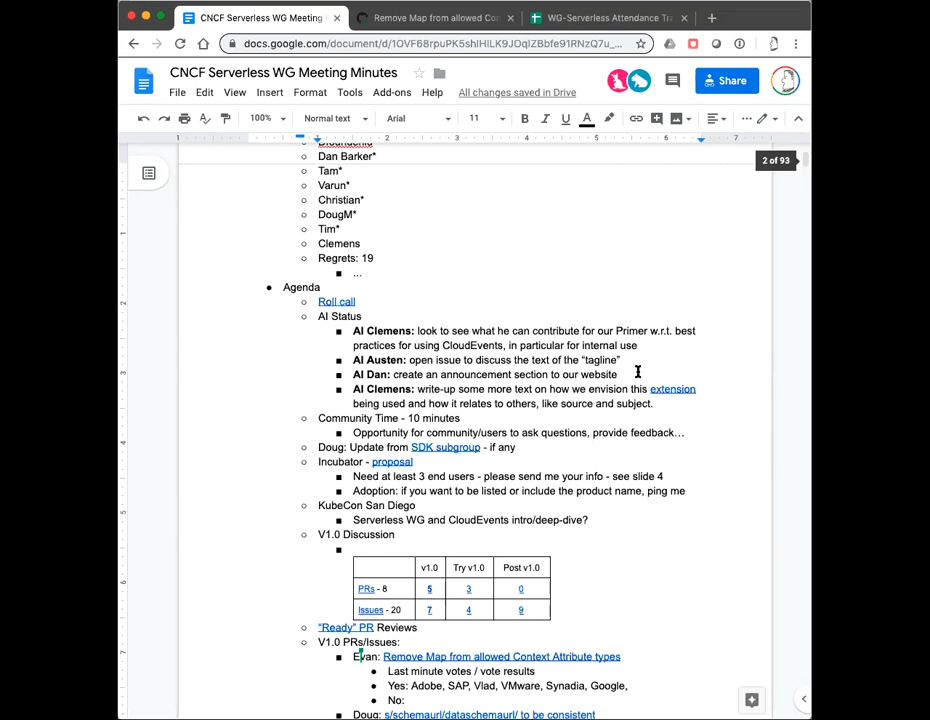 CNCF Serverless WG Meeting
Remove Map from allowed Con
WG-Serverless Attendance Tra
docs.google.com/document/d/1OVF68rpuPK5shIHlLK9JOqIZBbfe91RNzQ7u_...
CNCF Serverless WG Meeting Minutes
File Edit View Insert Format Tools Add-ons Help All changes saved in Drive
Share
100% Normal text Arial 11 B I U A
1 1 2 3 4 5 6 7
2 of 93
Dan Barker*
Tam*
Varun*
Christian*
DougM*
Tim*
Clemens
Regrets: 19
...
Agenda
Roll call
AI Status
AI Clemens: look to see what he can contribute for our Primer w.r.t. best
practices for using CloudEvents, in particular for internal use
AI Austen: open issue to discuss the text of the “tagline”
AI Dan: create an announcement section to our website
AI Clemens: write-up some more text on how we envision this extension
being used and how it relates to others, like source and subject.
Community Time - 10 minutes
Opportunity for community/users to ask questions, provide feedback…
Doug: Update from SDK subgroup - if any
Incubator - proposal
Need at least 3 end users - please send me your info - see slide 4
Adoption: if you want to be listed or include the product name, ping me
KubeCon San Diego
Serverless WG and CloudEvents intro/deep-dive?
V1.0 Discussion
v1.0 Try v1.0 Post v1.0
PRs - 8 5 3 0
Issues - 20 7 4 9
“Ready” PR Reviews
V1.0 PRs/Issues:
Evan: Remove Map from allowed Context Attribute types
Last minute votes / vote results
Yes: Adobe, SAP, Vlad, VMware, Synadia, Google,
No:
Doug: s/schemaurl/dataschemaurl/ to be consistent